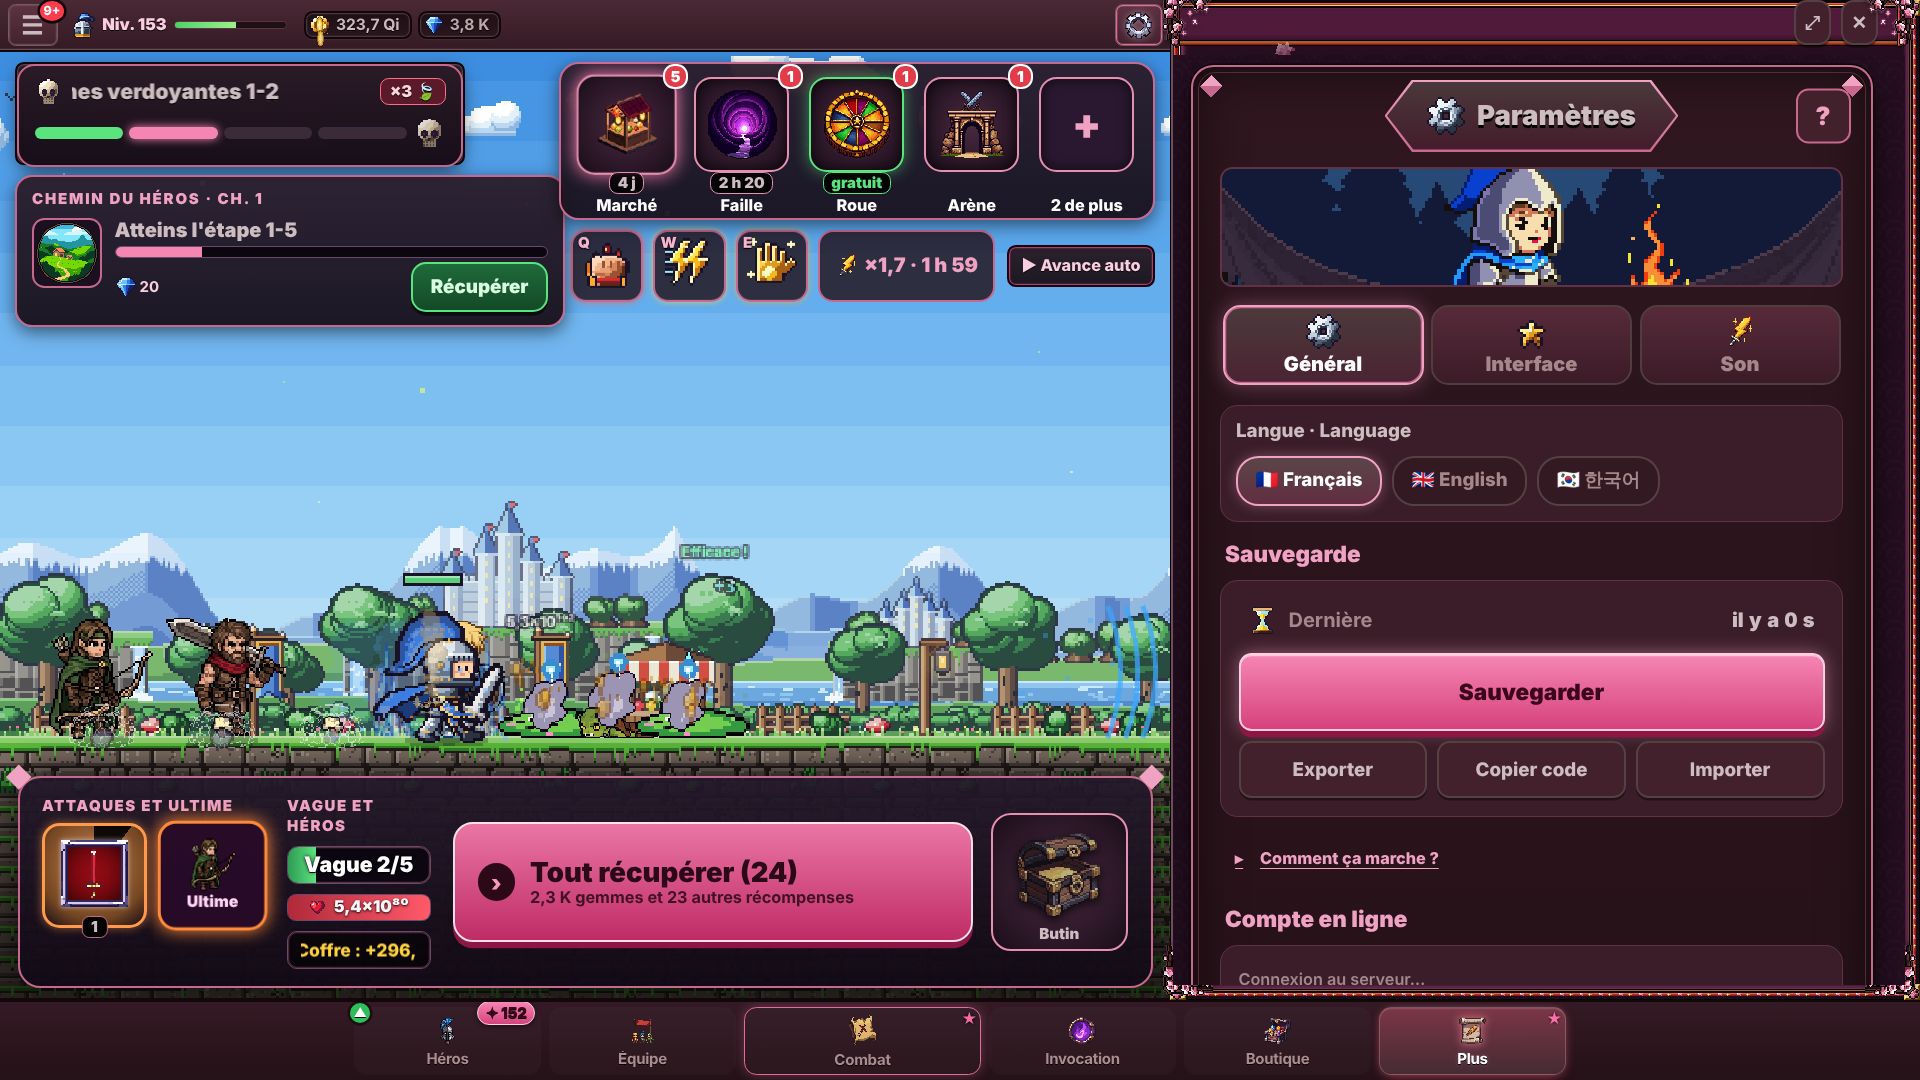 9+
Niv. 153
323,7 Qi
3,8 K
nes verdoyantes 1-2
×3
CHEMIN DU HÉROS · CH. 1
Atteins l'étape 1-5
20
Récupérer
5
4 j
Marché
1
2 h 20
Faille
1
gratuit
Roue
1
Arène
+
2 de plus
Q
W
E
×1,7 · 1 h 59
Avance auto
Efficace !
ATTAQUES ET ULTIME
1
Ultime
VAGUE ET
HÉROS
Vague 2/5
5,4×10⁸⁰
Coffre : +296,
Tout récupérer (24)
2,3 K gemmes et 23 autres récompenses
Butin
Paramètres
?
Général
Interface
Son
Langue · Language
Français
English
한국어
Sauvegarde
Dernière
il y a 0 s
Sauvegarder
Exporter
Copier code
Importer
Comment ça marche ?
Compte en ligne
Connexion au serveur...
152
Héros
Équipe
Combat
Invocation
Boutique
Plus